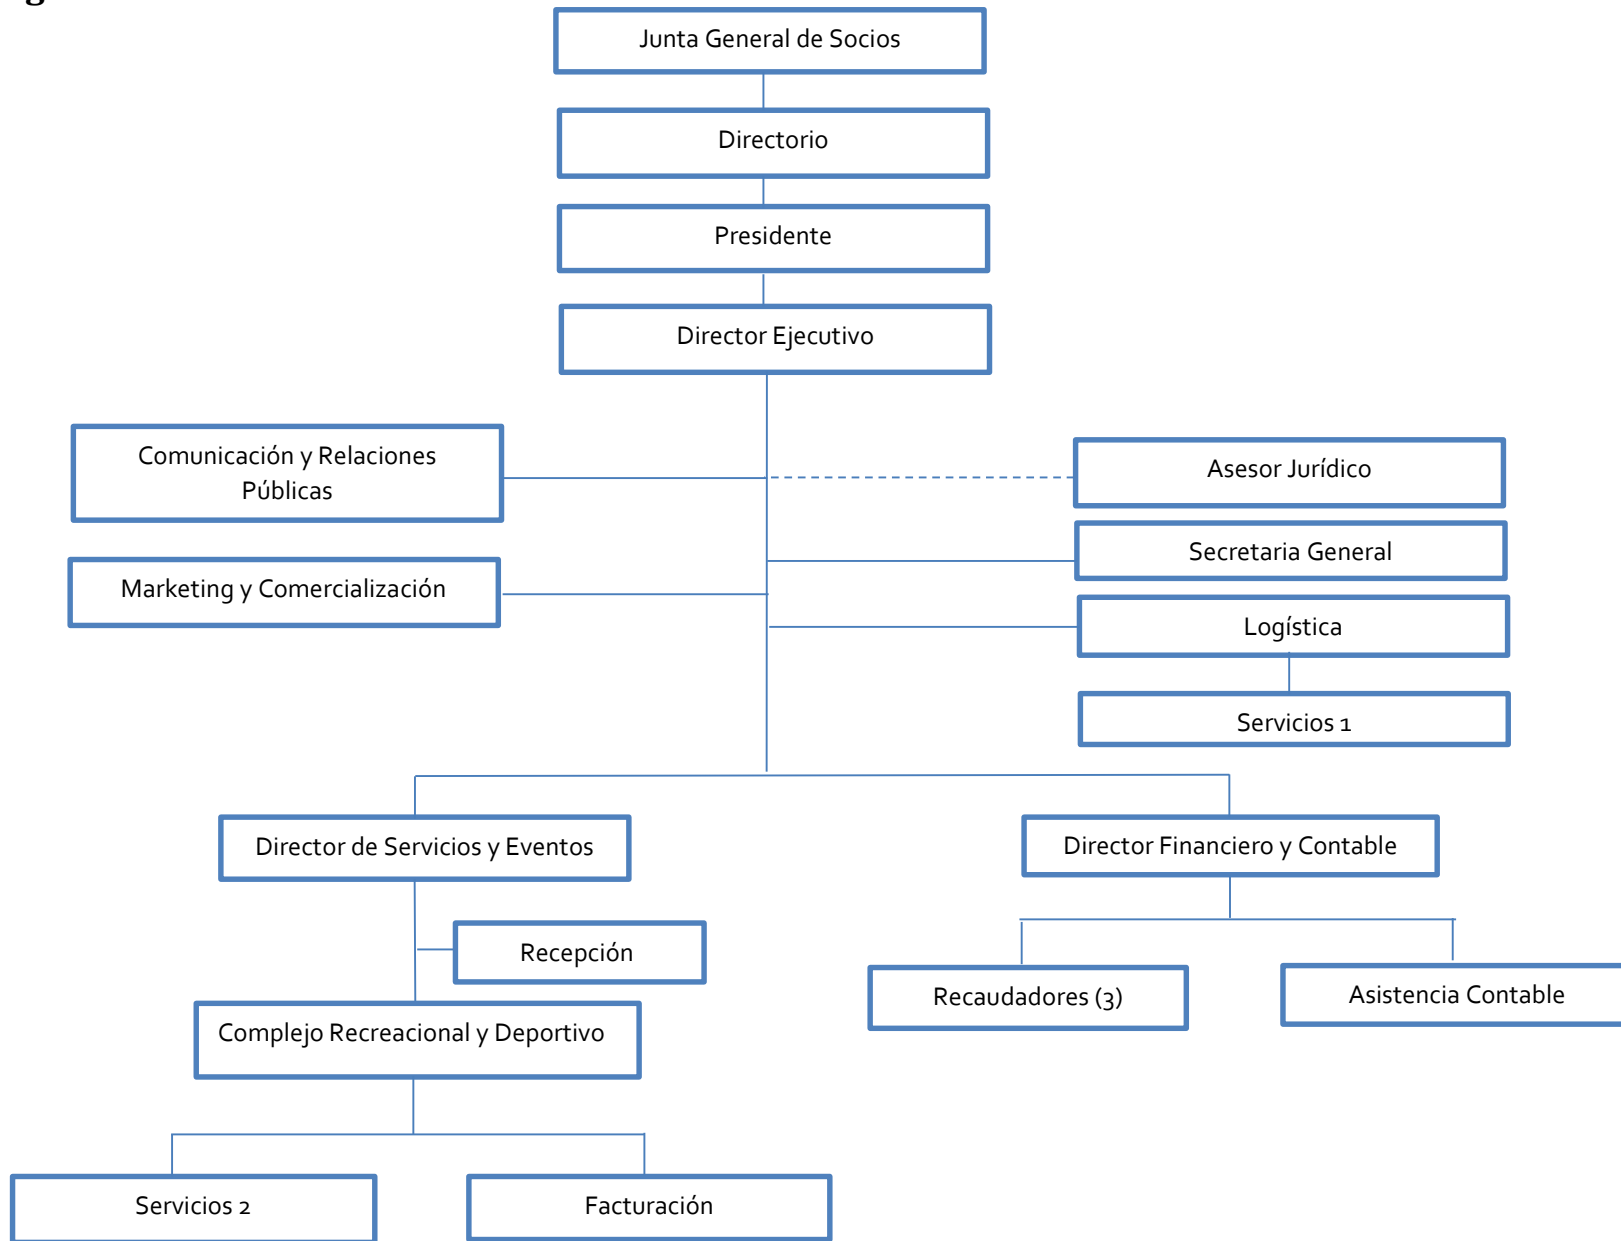 Junta General de Socios
Directorio
Presidente
Director Ejecutivo
Comunicación y Relaciones
Públicas
Asesor Jurídico
Secretaria General
Marketing y Comercialización
Logística
Servicios 1
Director de Servicios y Eventos
Director Financiero y Contable
Recepción
Recaudadores (3)
Asistencia Contable
Complejo Recreacional y Deportivo
Servicios 2
Facturación